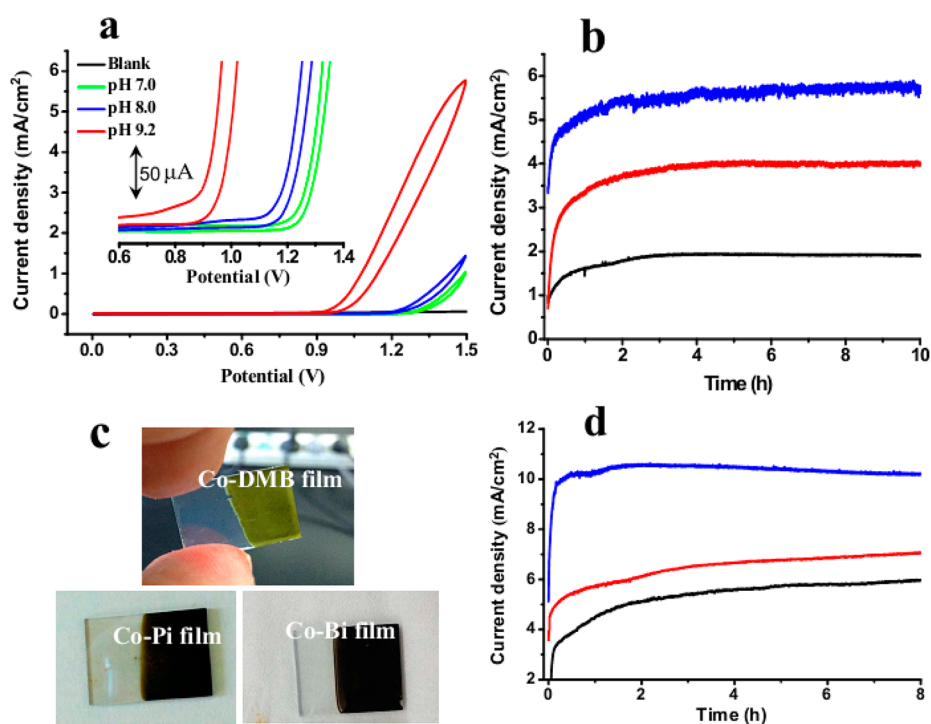 a
Current density (mA/cm²)
6
5
4
3
2
1
0
Blank
pH 7.0
pH 8.0
pH 9.2
50 μA
0.6 0.8 1.0 1.2 1.4
Potential (V)
0.0 0.3 0.6 0.9 1.2 1.5
Potential (V)
b
Current density (mA/cm²)
6
5
4
3
2
1
0
0 2 4 6 8 10
Time (h)
c
Co-DMB film
Co-Pi film
Co-Bi film
d
Current density (mA/cm²)
12
10
8
6
4
2
0 2 4 6 8
Time (h)